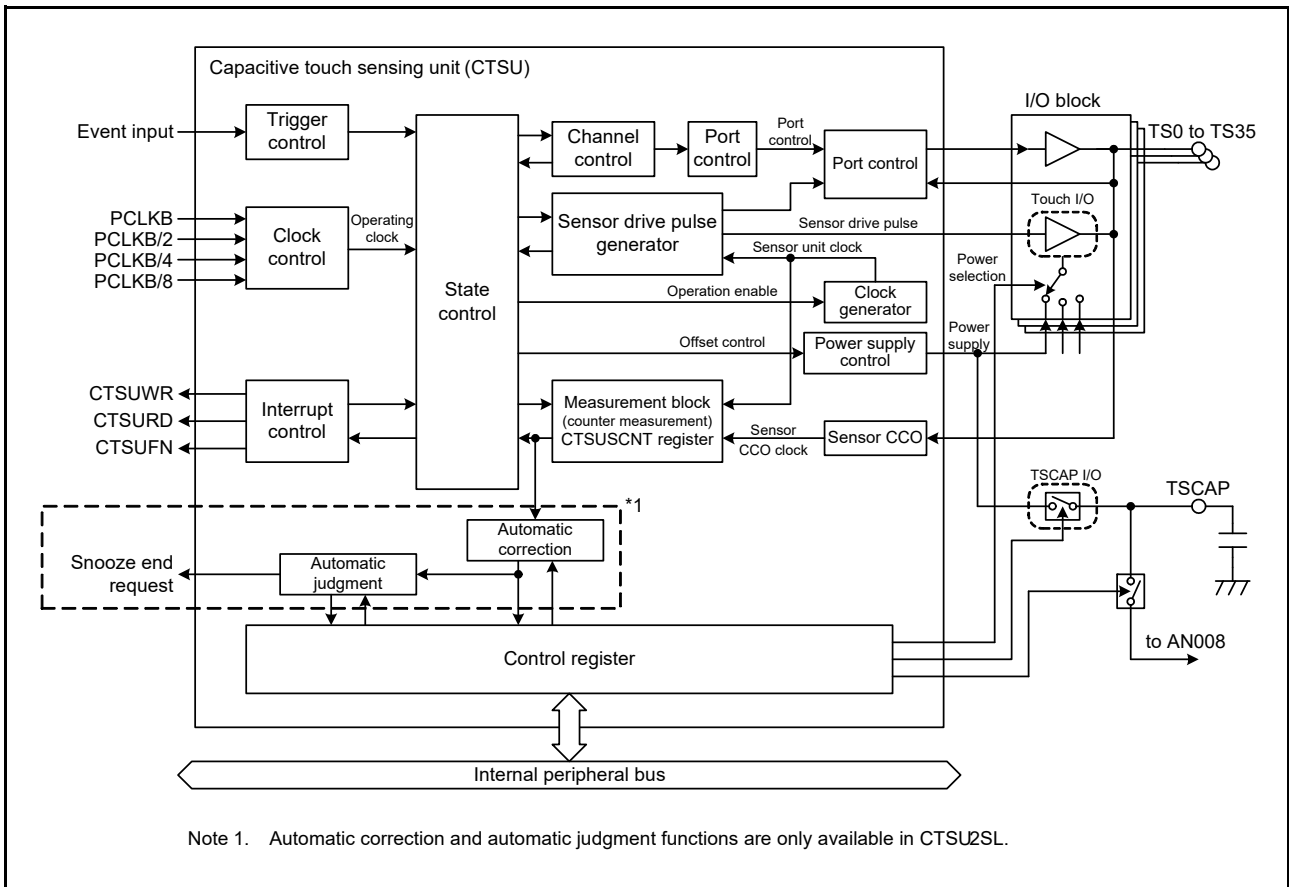 Capacitive touch sensing unit (CTSU)
I/O block
Event input
Trigger
control
Channel
control
Port
control
Port
control
Port control
TS0 to TS35
PCLKB
PCLKB/2
PCLKB/4
PCLKB/8
Clock
control
Operating
clock
State
control
Sensor drive pulse
generator
Sensor drive pulse
Sensor unit clock
Touch I/O
Power
selection
Operation enable
Clock
generator
Offset control
Power supply
control
Power
supply
CTSUWR
CTSURD
CTSUFN
Interrupt
control
Measurement block
(counter measurement)
CTSUSCNT register
Sensor
CCO clock
Sensor CCO
TSCAP I/O
TSCAP
*1
Automatic
correction
Snooze end
request
Automatic
judgment
to AN008
Control register
Internal peripheral bus
Note 1. Automatic correction and automatic judgment functions are only available in CTSU2SL.